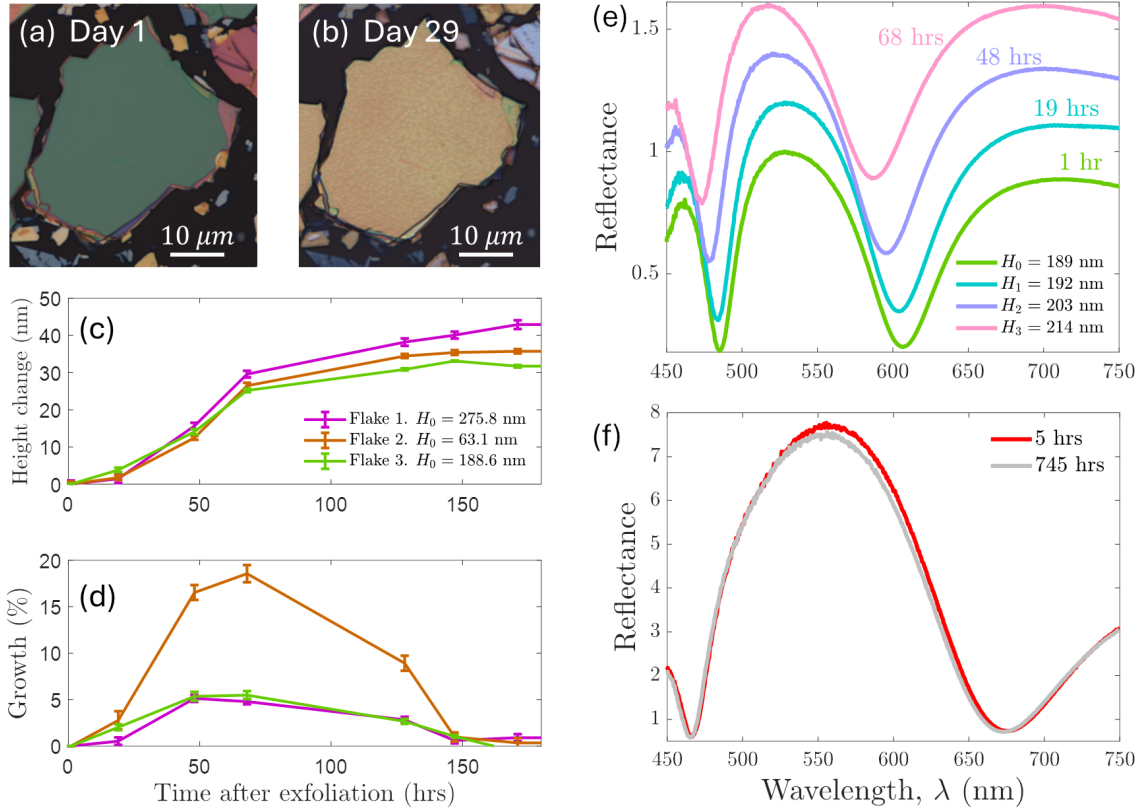 (a) Day 1
10 μm
(b) Day 29
10 μm
(c)
Height change (nm)
50
40
30
20
10
0
0
50
100
150
Flake 1. H₀ = 275.8 nm
Flake 2. H₀ = 63.1 nm
Flake 3. H₀ = 188.6 nm
(d)
Growth (%)
20
15
10
5
0
0
50
100
150
Time after exfoliation (hrs)
(e)
Reflectance
1.5
1
0.5
68 hrs
48 hrs
19 hrs
1 hr
H₀ = 189 nm
H₁ = 192 nm
H₂ = 203 nm
H₃ = 214 nm
450
500
550
600
650
700
750
(f)
Reflectance
8
7
6
5
4
3
2
1
5 hrs
745 hrs
450
500
550
600
650
700
750
Wavelength, λ (nm)